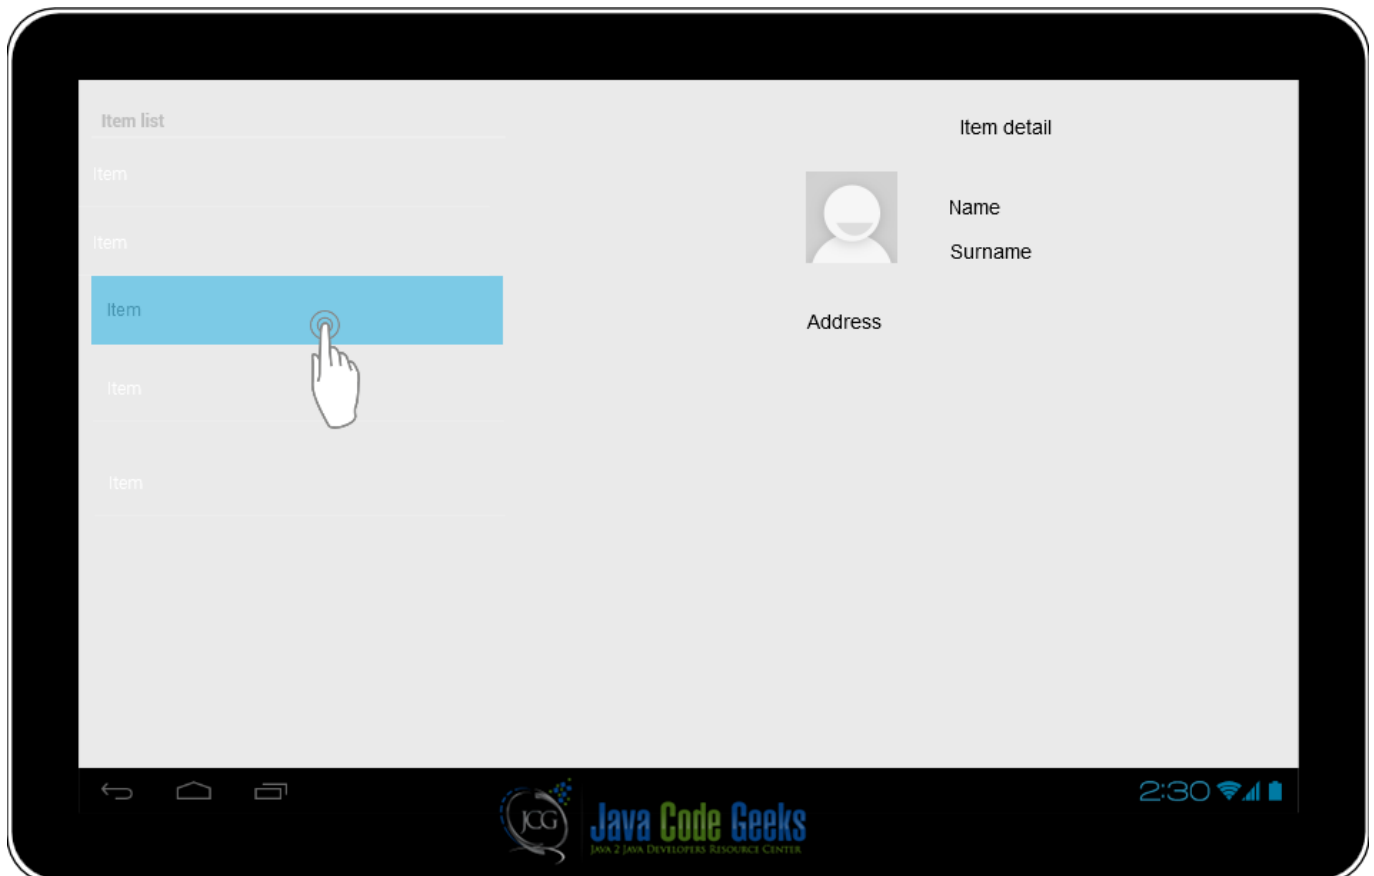 Item list
Item
Item
Item
Item
Item
Item detail
Name
Surname
Address
2:30
JCG
Java Code Geeks
JAVA 2 JAVA DEVELOPERS RESOURCE CENTER